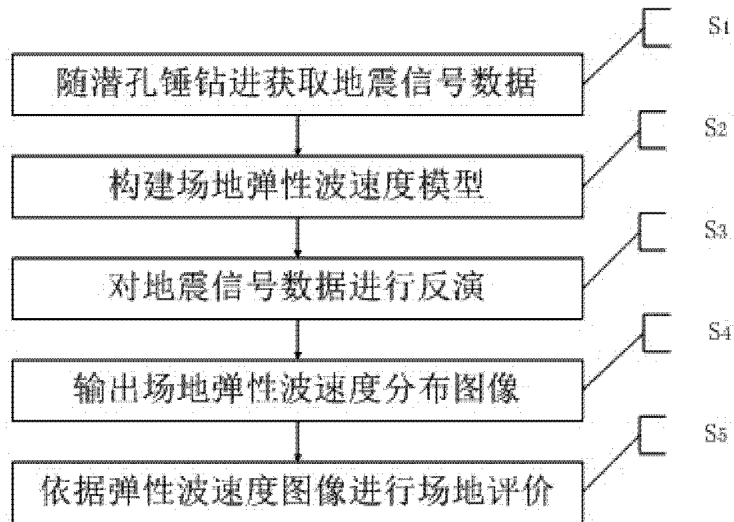 S1
随潜孔锤钻进获取地震信号数据
S2
构建场地弹性波速度模型
S3
对地震信号数据进行反演
S4
输出场地弹性波速度分布图像
S5
依据弹性波速度图像进行场地评价